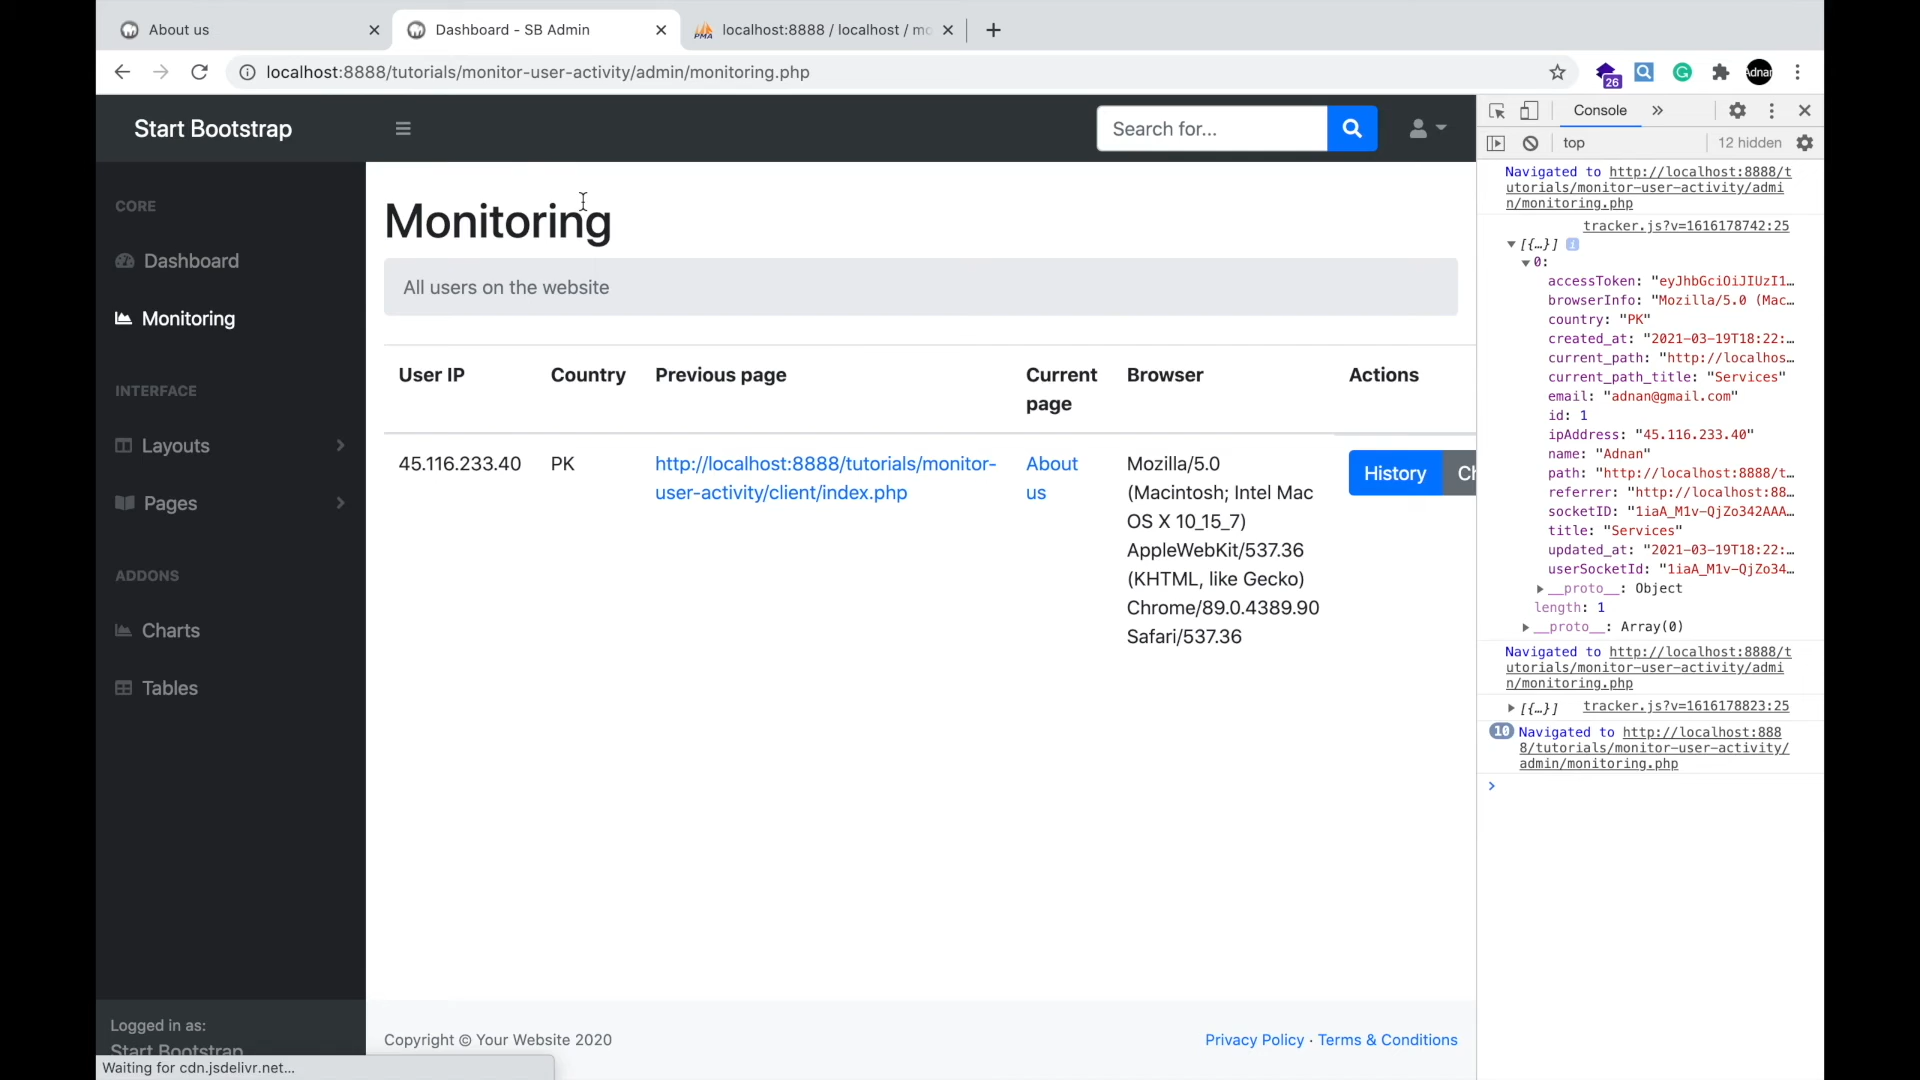 About us
Dashboard - SB Admin
localhost:8888 / localhost / mo
localhost:8888/tutorials/monitor-user-activity/admin/monitoring.php
26
Adnan
Start Bootstrap
Search for...
Console
top
12 hidden
CORE
Dashboard
Monitoring
INTERFACE
Layouts
Pages
ADDONS
Charts
Tables
Logged in as:
Start Bootstrap
Waiting for cdn.jsdelivr.net...
Monitoring
All users on the website
User IP
Country
Previous page
Current
page
Browser
Actions
45.116.233.40
PK
http://localhost:8888/tutorials/monitor-
user-activity/client/index.php
About
us
Mozilla/5.0
(Macintosh; Intel Mac
OS X 10_15_7)
AppleWebKit/537.36
(KHTML, like Gecko)
Chrome/89.0.4389.90
Safari/537.36
History
Ch
Copyright © Your Website 2020
Privacy Policy · Terms & Conditions
Navigated to http://localhost:8888/t
utorials/monitor-user-activity/admi
n/monitoring.php
tracker.js?v=1616178742:25
[{…}]
0:
accessToken: "eyJhbGciOiJIUzI1…
browserInfo: "Mozilla/5.0 (Mac…
country: "PK"
created_at: "2021-03-19T18:22:…
current_path: "http://localhos…
current_path_title: "Services"
email: "adnan@gmail.com"
id: 1
ipAddress: "45.116.233.40"
name: "Adnan"
path: "http://localhost:8888/t…
referrer: "http://localhost:88…
socketID: "1iaA_M1v-QjZo342AAA…
title: "Services"
updated_at: "2021-03-19T18:22:…
userSocketId: "1iaA_M1v-QjZo34…
__proto__: Object
length: 1
__proto__: Array(0)
Navigated to http://localhost:8888/t
utorials/monitor-user-activity/admi
n/monitoring.php
[{…}] tracker.js?v=1616178823:25
10 Navigated to http://localhost:888
8/tutorials/monitor-user-activity/
admin/monitoring.php